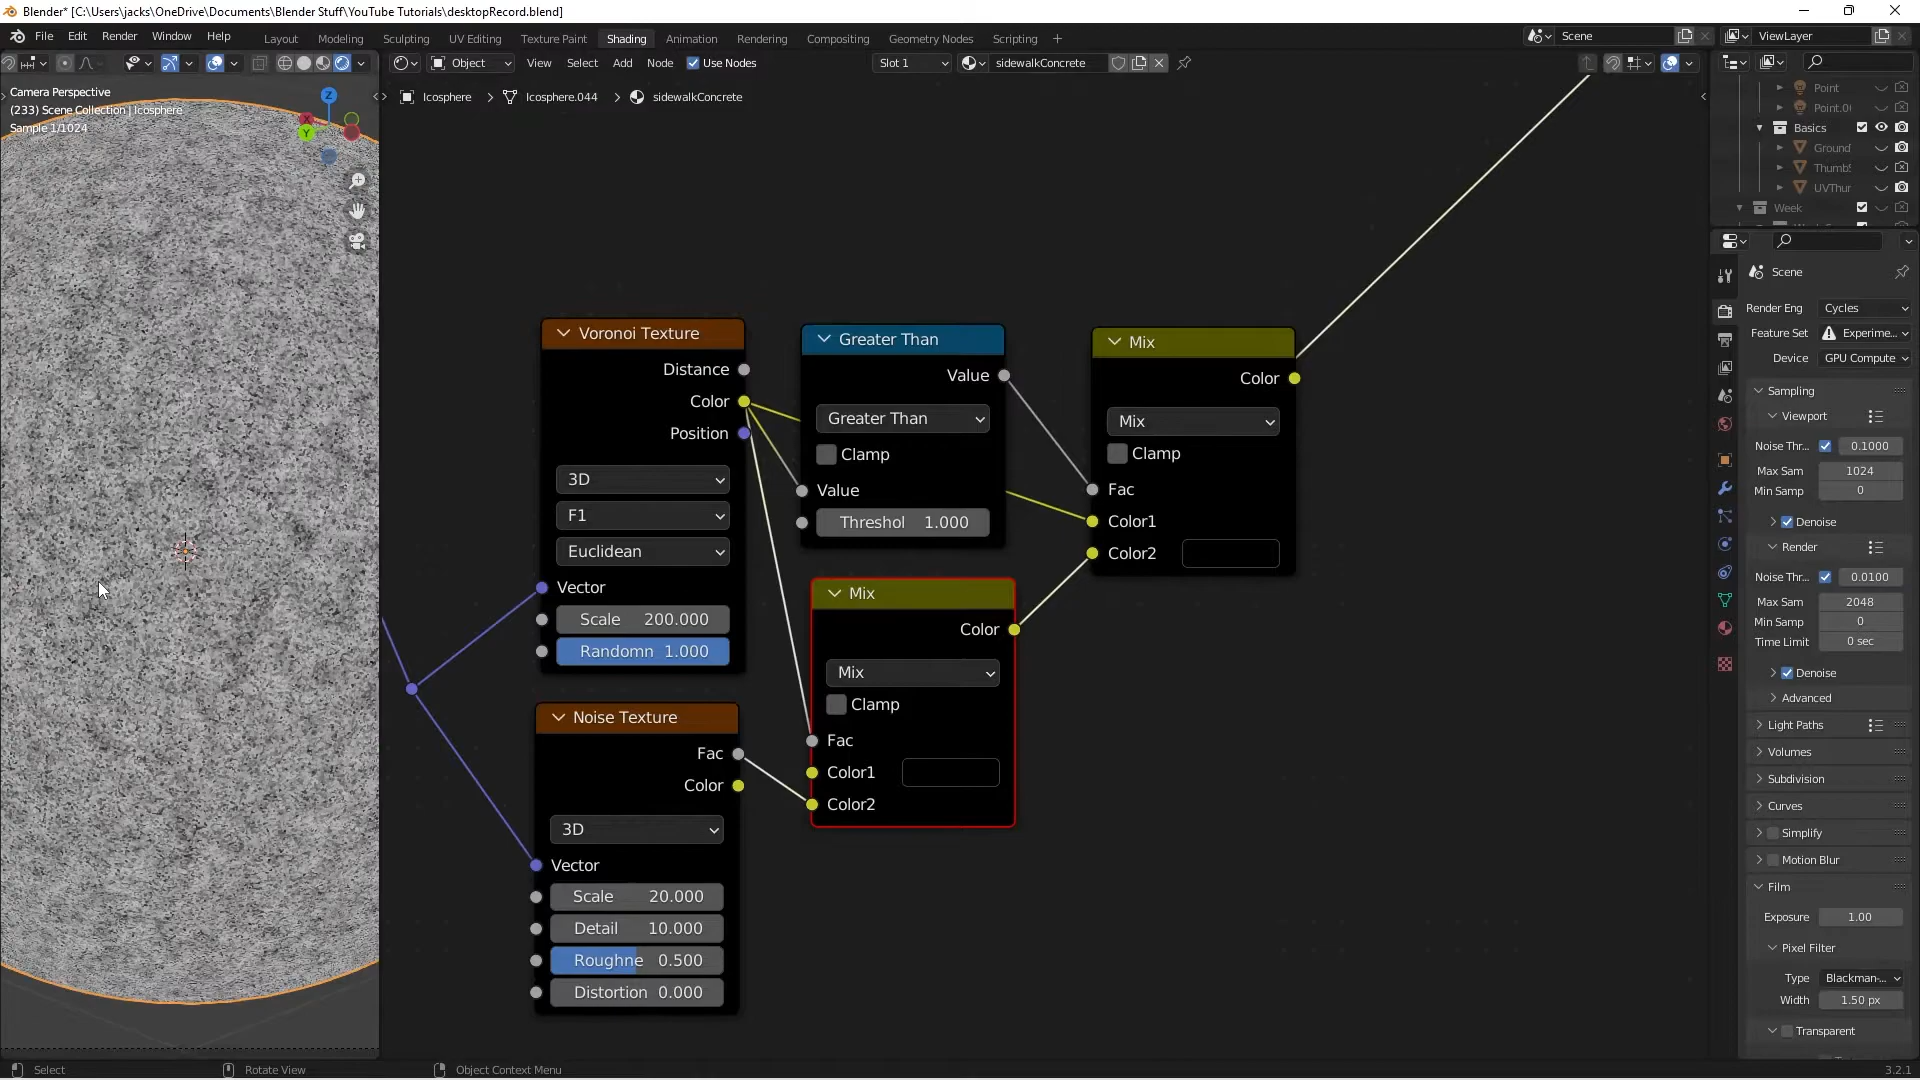 Blender* [C:\Users\jacks\OneDrive\Documents\Blender Stuff\YouTube Tutorials\desktopRecord.blend]
File Edit Render Window Help Layout Modeling Sculpting UV Editing Texture Paint Shading Animation Rendering Compositing Geometry Nodes Scripting + Scene ViewLayer
Object View Select Add Node Use Nodes Slot 1 sidewalkConcrete
Camera Perspective
(233) Scene Collection | Icosphere
Sample 1/1024
Z
Y
Icosphere > Icosphere.044 > sidewalkConcrete
Point
Point.0
Basics
Ground
Thumb
UVThur
Week
Voronoi Texture
Distance
Color
Position
3D
F1
Euclidean
Vector
Scale 200.000
Randomn 1.000
Greater Than
Value
Greater Than
Clamp
Value
Threshol 1.000
Mix
Color
Mix
Clamp
Fac
Color1
Color2
Mix
Color
Mix
Clamp
Fac
Color1
Color2
Noise Texture
Fac
Color
3D
Vector
Scale 20.000
Detail 10.000
Roughne 0.500
Distortion 0.000
Scene
Render Eng Cycles
Feature Set Experime...
Device GPU Compute
Sampling
Viewport
Noise Thr... 0.1000
Max Sam 1024
Min Samp 0
Denoise
Render
Noise Thr... 0.0100
Max Sam 2048
Min Samp 0
Time Limit 0 sec
Denoise
Advanced
Light Paths
Volumes
Subdivision
Curves
Simplify
Motion Blur
Film
Exposure 1.00
Pixel Filter
Type Blackman-...
Width 1.50 px
Transparent
Select Rotate View Object Context Menu 3.2.1